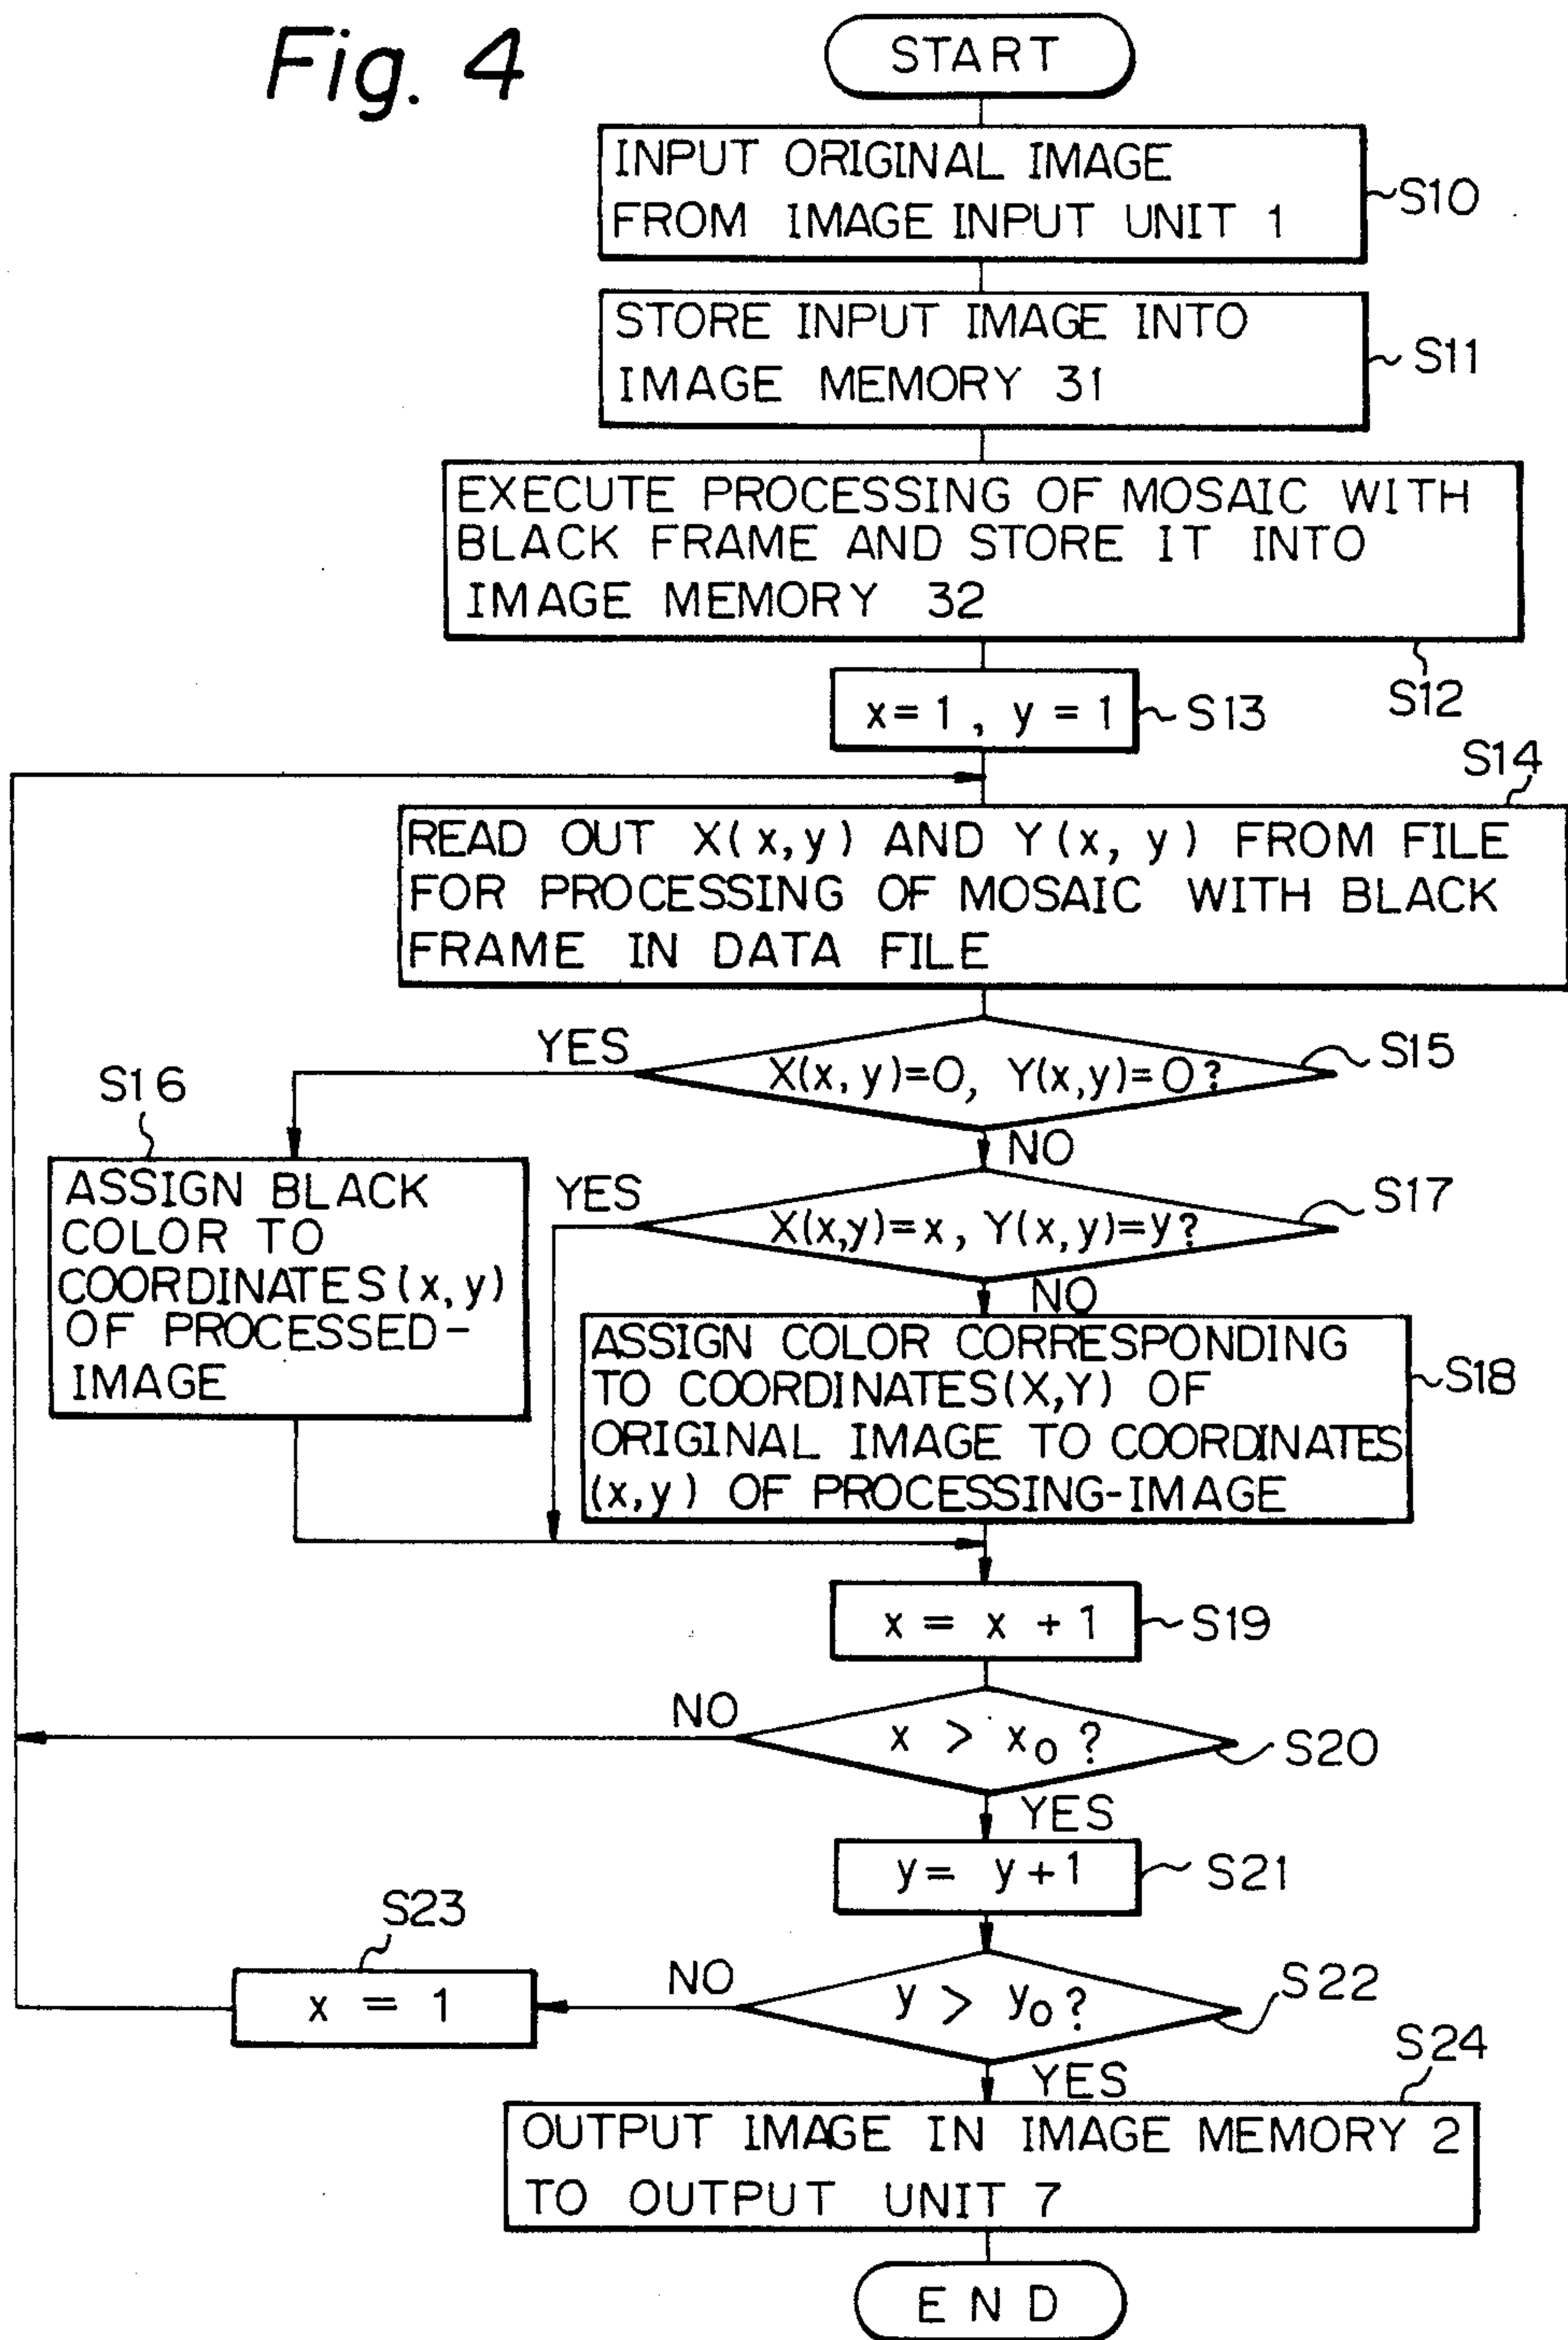 Fig. 4
START
INPUT ORIGINAL IMAGE
FROM IMAGE INPUT UNIT 1
S10
STORE INPUT IMAGE INTO
IMAGE MEMORY 31
S11
EXECUTE PROCESSING OF MOSAIC WITH
BLACK FRAME AND STORE IT INTO
IMAGE MEMORY 32
S12
x=1, y=1
S13
S14
READ OUT X(x,y) AND Y(x, y) FROM FILE
FOR PROCESSING OF MOSAIC WITH BLACK
FRAME IN DATA FILE
YES
X(x,y)=0, Y(x,y)=0?
S15
S16
NO
ASSIGN BLACK
COLOR TO
COORDINATES(x,y)
OF PROCESSED-
IMAGE
YES
X(x,y)=x, Y(x,y)=y?
S17
NO
ASSIGN COLOR CORRESPONDING
TO COORDINATES(X,Y) OF
ORIGINAL IMAGE TO COORDINATES
(x,y) OF PROCESSING-IMAGE
S18
x = x + 1
S19
NO
x > x0 ?
S20
YES
y= y+1
S21
S23
x = 1
NO
y > y0?
S22
YES
S24
OUTPUT IMAGE IN IMAGE MEMORY 2
TO OUTPUT UNIT 7
END